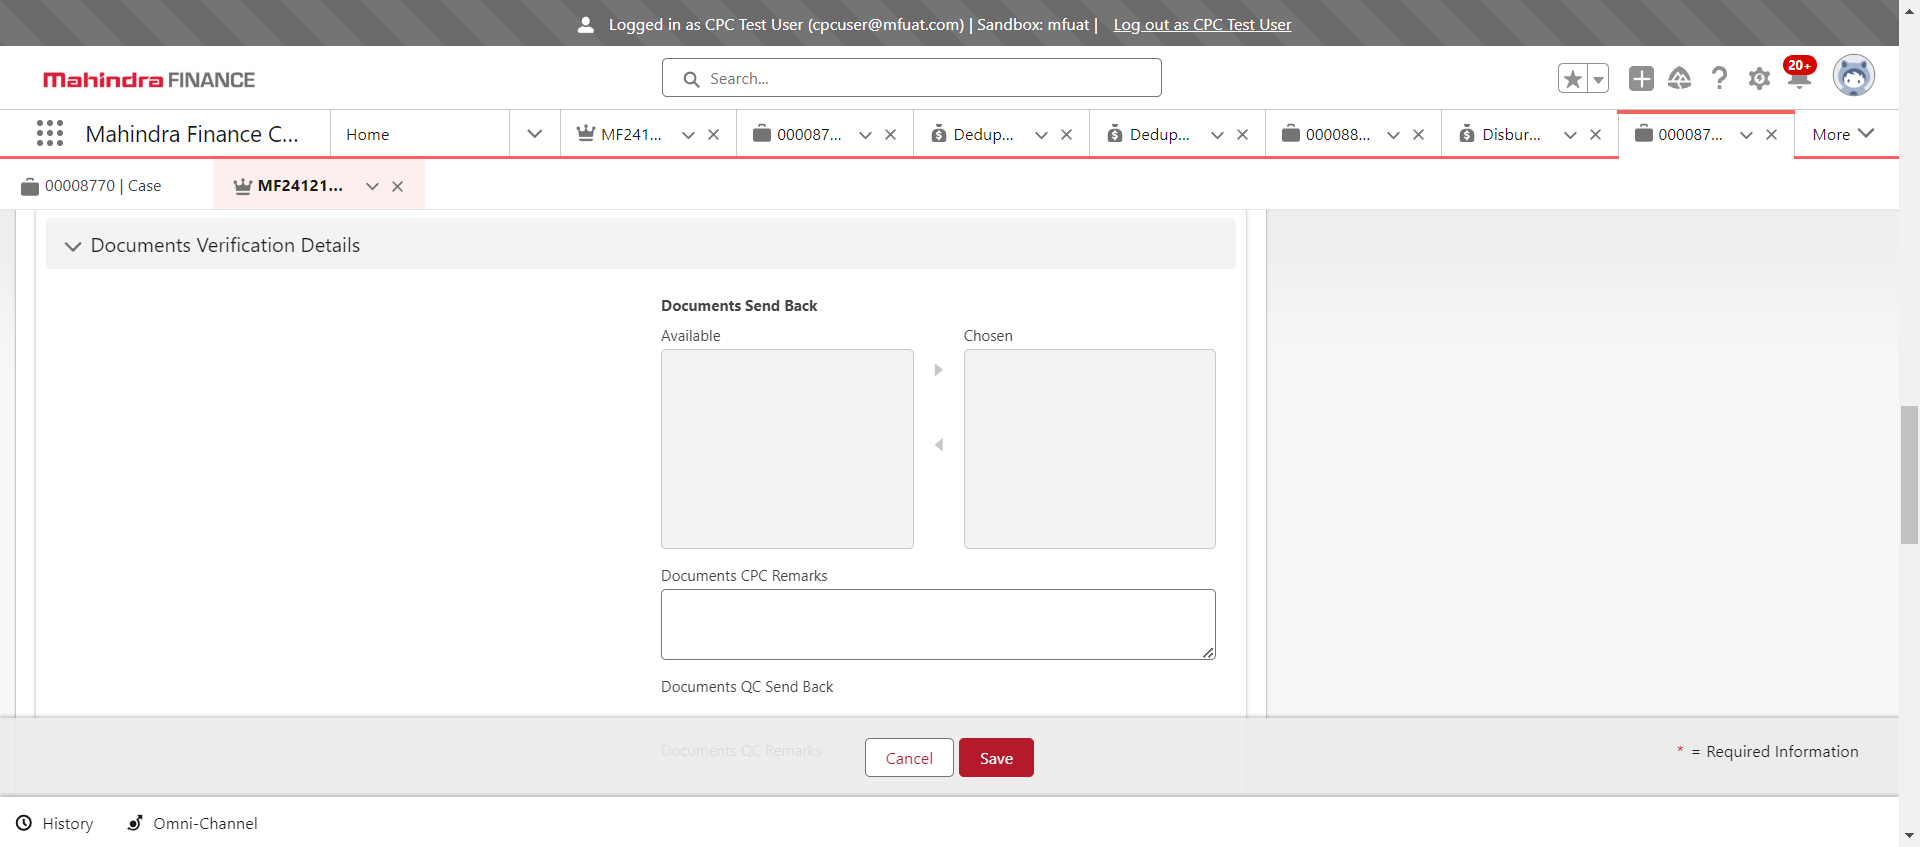 Logged in as CPC Test User (cpcuser@mfuat.com) | Sandbox: mfuat | Log out as CPC Test User
Mahindra FINANCE
Search...
20+
Mahindra Finance C...
Home
MF241...
000087...
Dedup...
Dedup...
000088...
Disbur...
000087...
More
00008770 | Case
MF24121...
Documents Verification Details
Documents Send Back
Available
Chosen
Documents CPC Remarks
Documents QC Send Back
Documents QC Remarks
Cancel
Save
* = Required Information
History
Omni-Channel